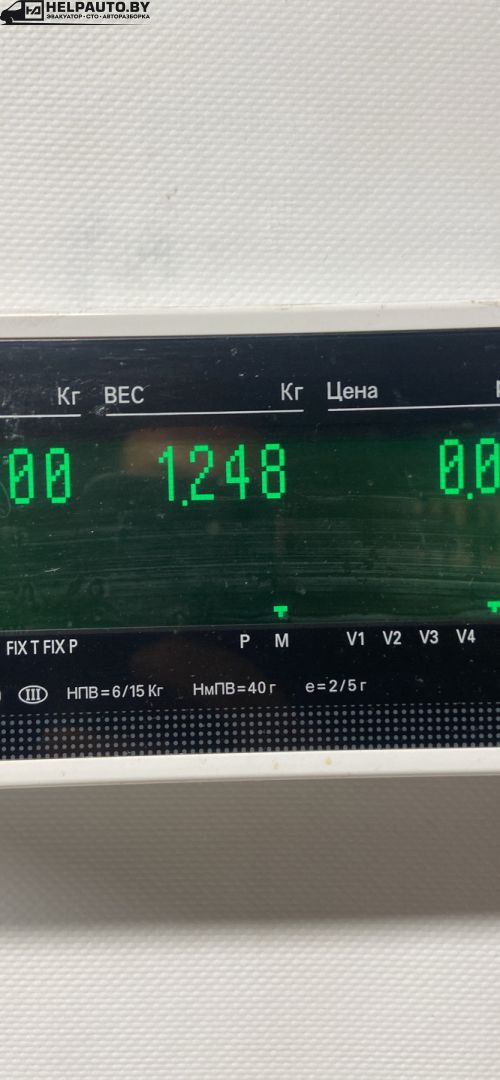 HELPAUTO.BY
ЭВАКУАТОР • СТО • АВТОРАЗБОРКА
Кг ВЕС Кг Цена
00 1.248 0.0
FIX T FIX P P M V1 V2 V3 V4
III НПВ = 6/15 Кг НмПВ = 40 г e = 2/5 г